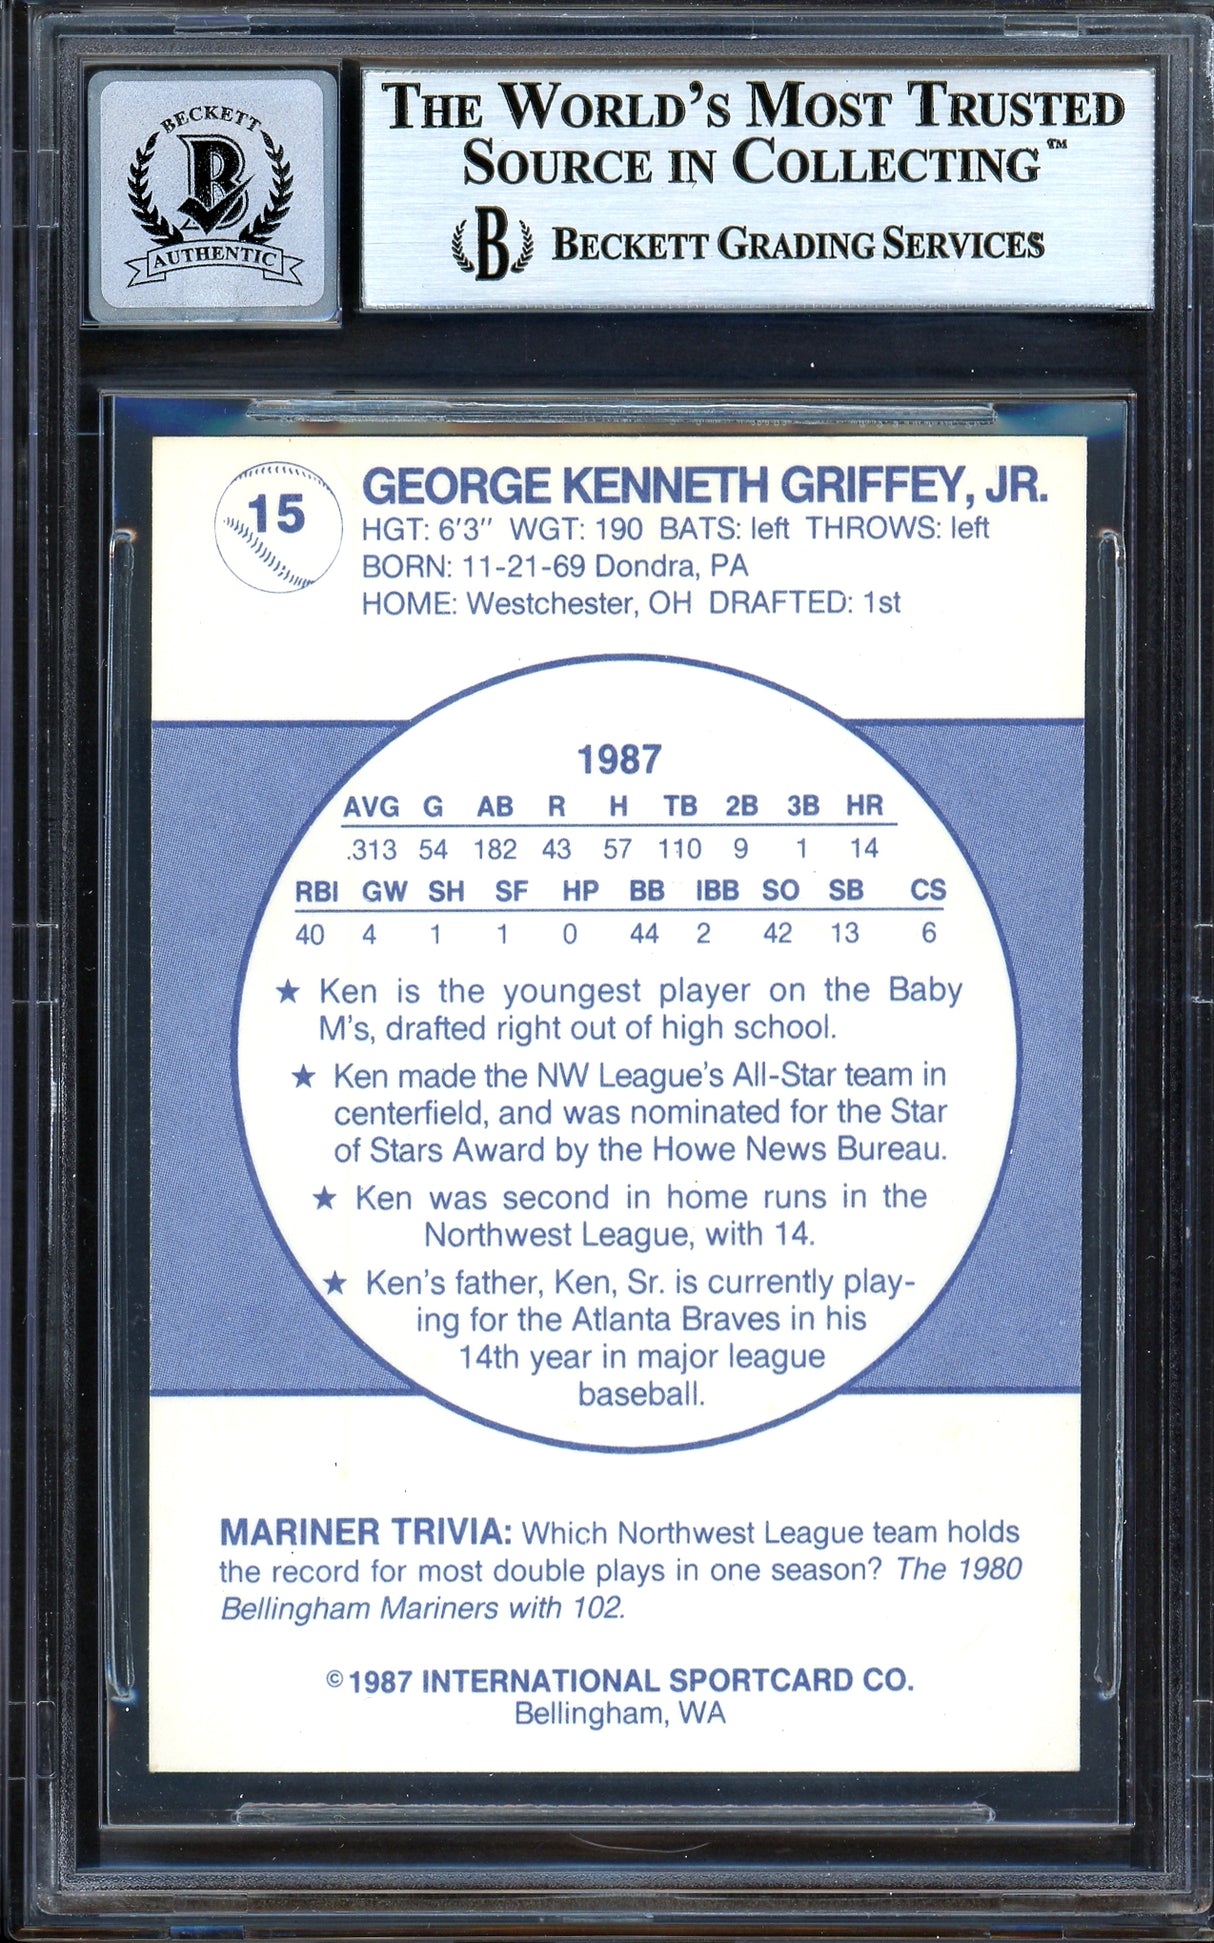 BECKETT
B
AUTHENTIC
THE WORLD'S MOST TRUSTED
SOURCE IN COLLECTING™
B BECKETT GRADING SERVICES
15
GEORGE KENNETH GRIFFEY, JR.
HGT: 6'3" WGT: 190 BATS: left THROWS: left
BORN: 11-21-69 Dondra, PA
HOME: Westchester, OH DRAFTED: 1st
1987
AVG G AB R H TB 2B 3B HR
.313 54 182 43 57 110 9 1 14
RBI GW SH SF HP BB IBB SO SB CS
40 4 1 1 0 44 2 42 13 6
★ Ken is the youngest player on the Baby
M's, drafted right out of high school.
★ Ken made the NW League's All-Star team in
centerfield, and was nominated for the Star
of Stars Award by the Howe News Bureau.
★ Ken was second in home runs in the
Northwest League, with 14.
★ Ken's father, Ken, Sr. is currently play-
ing for the Atlanta Braves in his
14th year in major league
baseball.
MARINER TRIVIA: Which Northwest League team holds
the record for most double plays in one season? The 1980
Bellingham Mariners with 102.
© 1987 INTERNATIONAL SPORTCARD CO.
Bellingham, WA